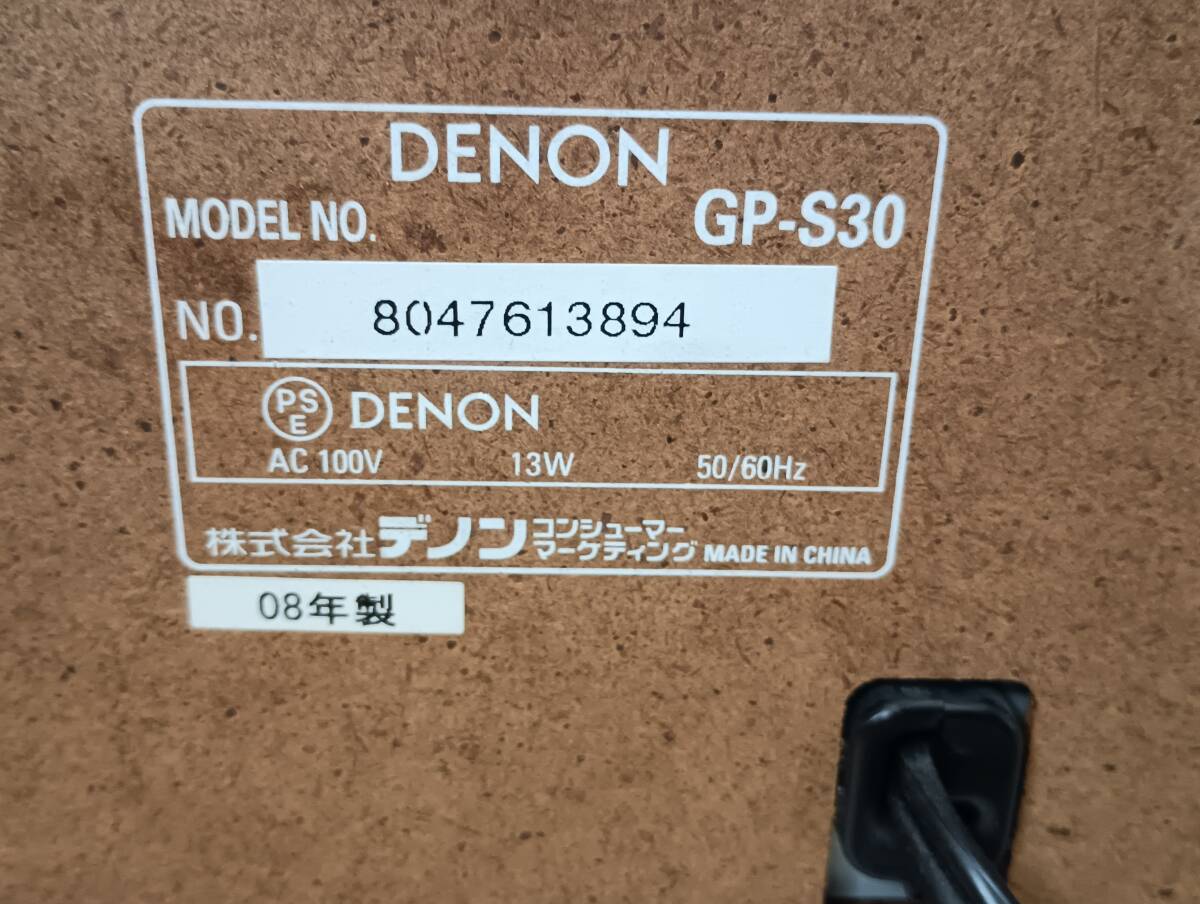 DENON
MODEL NO. GP-S30
NO. 8047613894
PS E DENON
AC 100V 13W 50/60Hz
株式会社デノン コンシューマー マーケティング MADE IN CHINA
08年製